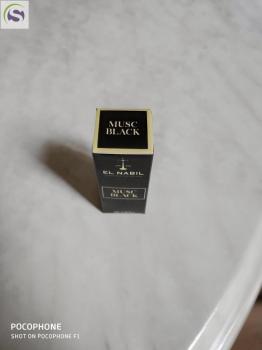 S
MUSC
BLACK
EL NABIL
MUSC
BLACK
POCOPHONE
SHOT ON POCOPHONE F1